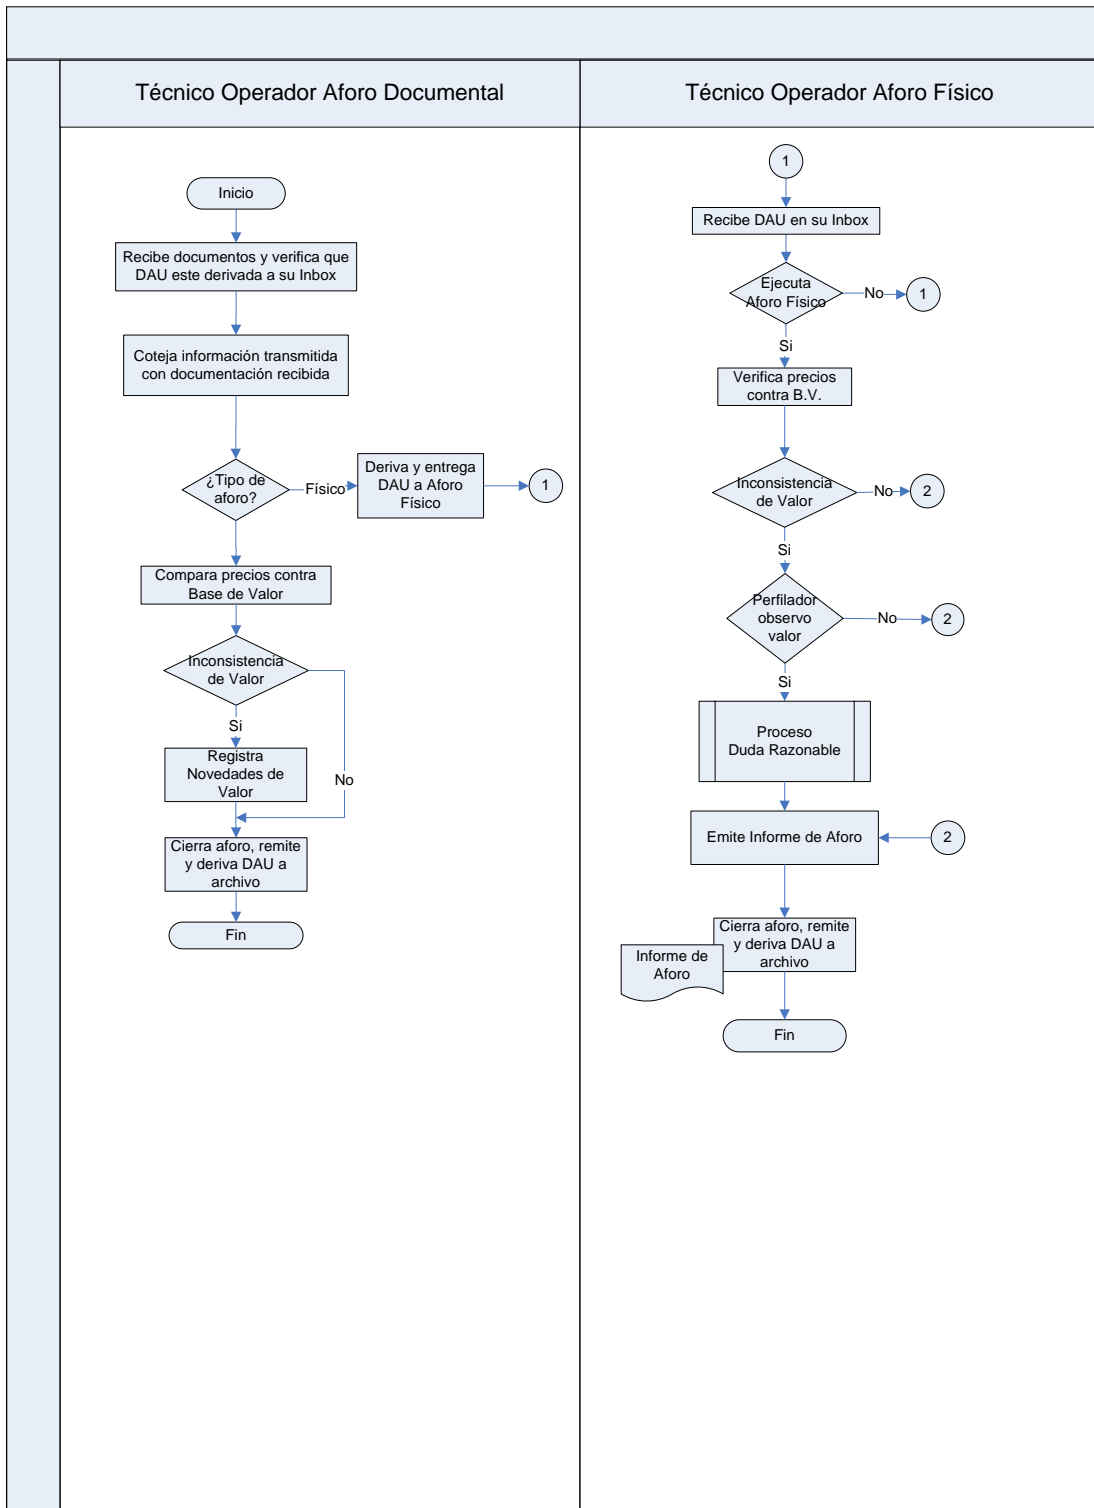 Técnico Operador Aforo Documental
Técnico Operador Aforo Físico
Inicio
Recibe documentos y verifica que
DAU este derivada a su Inbox
Coteja información transmitida
con documentación recibida
¿Tipo de
aforo?
Físico
Deriva y entrega
DAU a Aforo
Físico
1
Compara precios contra
Base de Valor
Inconsistencia
de Valor
Si
No
Registra
Novedades de
Valor
Cierra aforo, remite
y deriva DAU a
archivo
Fin
1
Recibe DAU en su Inbox
Ejecuta
Aforo Físico
No
1
Si
Verifica precios
contra B.V.
Inconsistencia
de Valor
No
2
Si
Perfilador
observo
valor
No
2
Si
Proceso
Duda Razonable
Emite Informe de Aforo
2
Cierra aforo, remite
y deriva DAU a
archivo
Informe de
Aforo
Fin